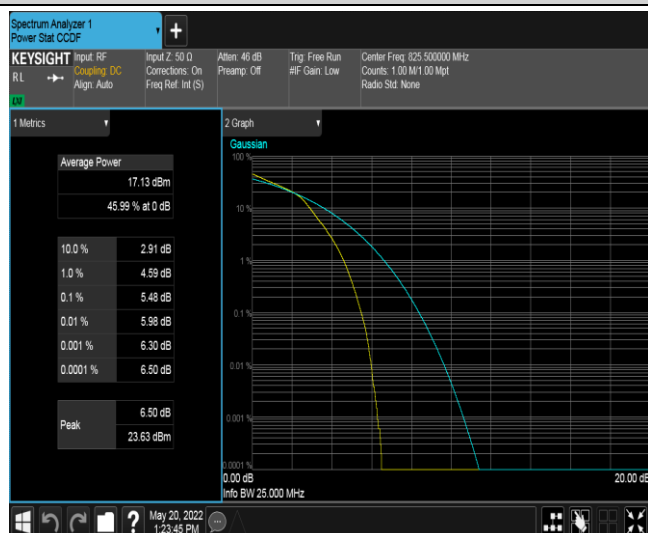 Spectrum Analyzer 1
Power Stat CCDF
+
KEYSIGHT
RL
LXI
Input: RF
Coupling: DC
Align: Auto
Input Z: 50 Ω
Corrections: On
Freq Ref: Int (S)
Atten: 46 dB
Preamp: Off
Trig: Free Run
#IF Gain: Low
Center Freq: 825.500000 MHz
Counts: 1.00 M/1.00 Mpt
Radio Std: None
1 Metrics
Average Power
17.13 dBm
45.99 % at 0 dB
10.0 % 2.91 dB
1.0 % 4.59 dB
0.1 % 5.48 dB
0.01 % 5.98 dB
0.001 % 6.30 dB
0.0001 % 6.50 dB
Peak
6.50 dB
23.63 dBm
2 Graph
Gaussian
100 %
10 %
1 %
0.1 %
0.01 %
0.001 %
0.0001 %
0.00 dB 20.00 dB
Info BW 25.000 MHz
?
May 20, 2022
1:23:45 PM